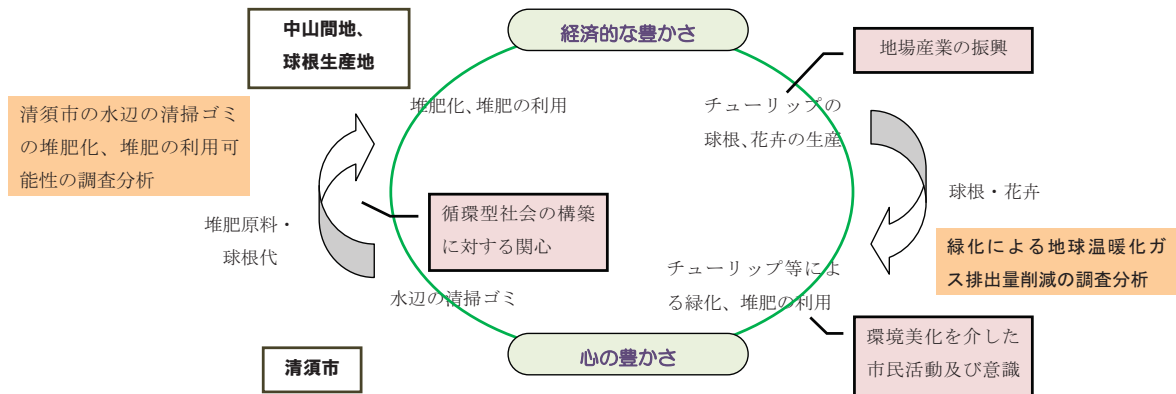 中山間地、
球根生産地
経済的な豊かさ
地場産業の振興
清須市の水辺の清掃ゴミ
の堆肥化、堆肥の利用可
能性の調査分析
堆肥化、堆肥の利用
チューリップの
球根、花卉の生産
球根・花卉
循環型社会の構築
に対する関心
堆肥原料・
球根代
緑化による地球温暖化ガ
ス排出量削減の調査分析
水辺の清掃ゴミ
チューリップ等によ
る緑化、堆肥の利用
清須市
心の豊かさ
環境美化を介した
市民活動及び意識